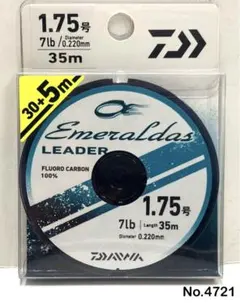 1.75号
7lb/Diameter 0.220mm
35m
30+5m
Emeraldas
LEADER
FLUORO CARBON
100%
1.75号
7lb Length 35m
Diameter 0.220mm
DAIWA
No.4721